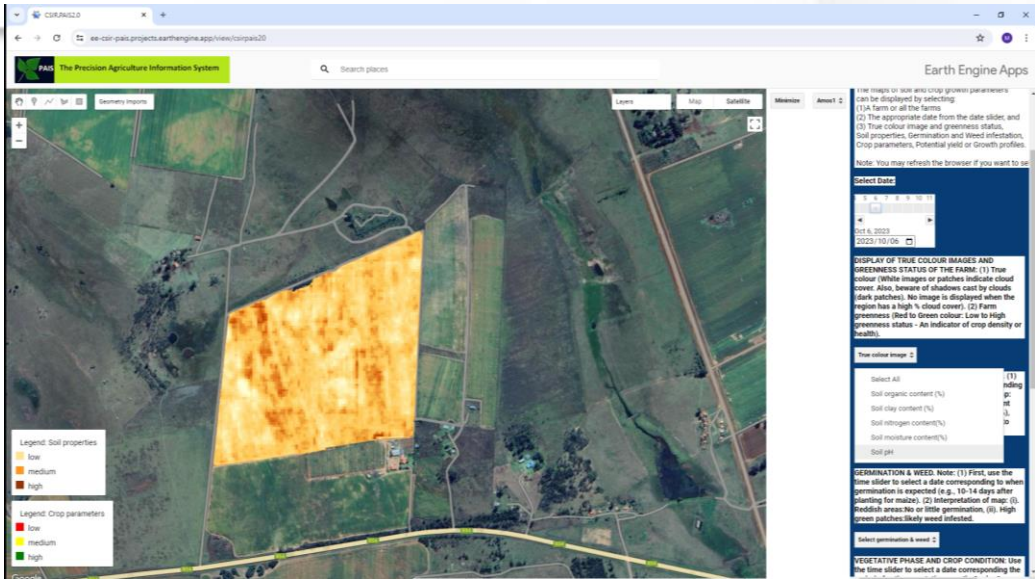 CSIR.PAIS2.0
ee-csir-pais.projects.earthengine.app/view/csirpais20
PAIS The Precision Agriculture Information System
Search places
Earth Engine Apps
Geometry Imports
Layers
Map
Satellite
Minimize
Amos1
The maps of soil and crop growth parameters
can be displayed by selecting:
(1)A farm or all the farms
(2) The appropriate date from the date slider, and
(3) True colour image and greenness status,
Soil properties, Germination and Weed infestation,
Crop parameters, Potential yield or Growth profiles.
Note: You may refresh the browser if you want to se
Select Date:
5 6 7 8 9 10 11
Oct 6, 2023
2023/10/06
DISPLAY OF TRUE COLOUR IMAGES AND
GREENNESS STATUS OF THE FARM: (1) True
colour (White images or patches indicate cloud
cover. Also, beware of shadows cast by clouds
(dark patches). No image is displayed when the
region has a high % cloud cover). (2) Farm
greenness (Red to Green colour: Low to High
greenness status - An indicator of crop density or
health).
True colour image
Select All
Soil organic content (%)
Soil clay content (%)
Soil nitrogen content(%)
Soil moisture content(%)
Soil pH
GERMINATION & WEED. Note: (1) First, use the
time slider to select a date corresponding to when
germination is expected (e.g., 10-14 days after
planting for maize). (2) Interpretation of map: (i).
Reddish areas:No or little germination, (ii). High
green patches:likely weed infested.
Select germination & weed
VEGETATIVE PHASE AND CROP CONDITION: Use
the time slider to select a date corresponding the
Legend: Soil properties
low
medium
high
Legend: Crop parameters
low
medium
high
Google